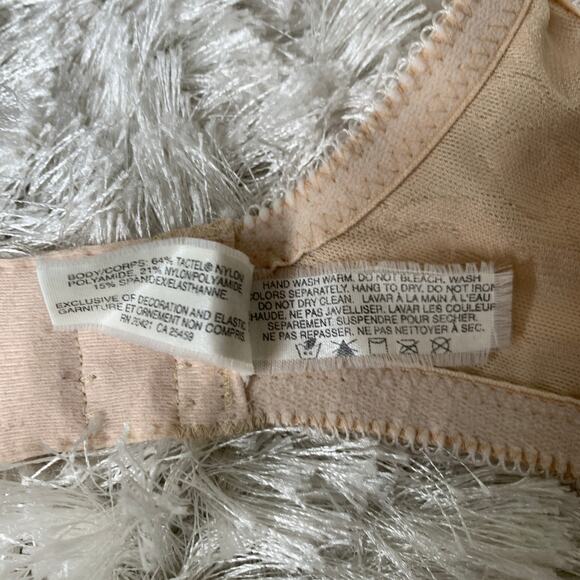 BODY/CORPS: 64% TACTEL® NYLON
POLYAMIDE. 21% NYLON/POLYAMIDE
15% SPANDEX/ELASTHANNE.
EXCLUSIVE OF DECORATION AND ELASTIC
GARNITURE ET ORNEMENT NON COMPRIS.
RN 20421 CA 25459
HAND WASH WARM. DO NOT BLEACH. WASH
OLORS SEPARATELY. HANG TO DRY. DO NOT IRON
DO NOT DRY CLEAN. LAVAR À LA MAIN À L'EAU
HAUDE. NE PAS JAVELLISER. LAVAR LES COULEUR
SEPAREMENT. SUSPENDRE POUR SECHER.
NE PAS REPASSER. NE PAS NETTOYER À SEC.